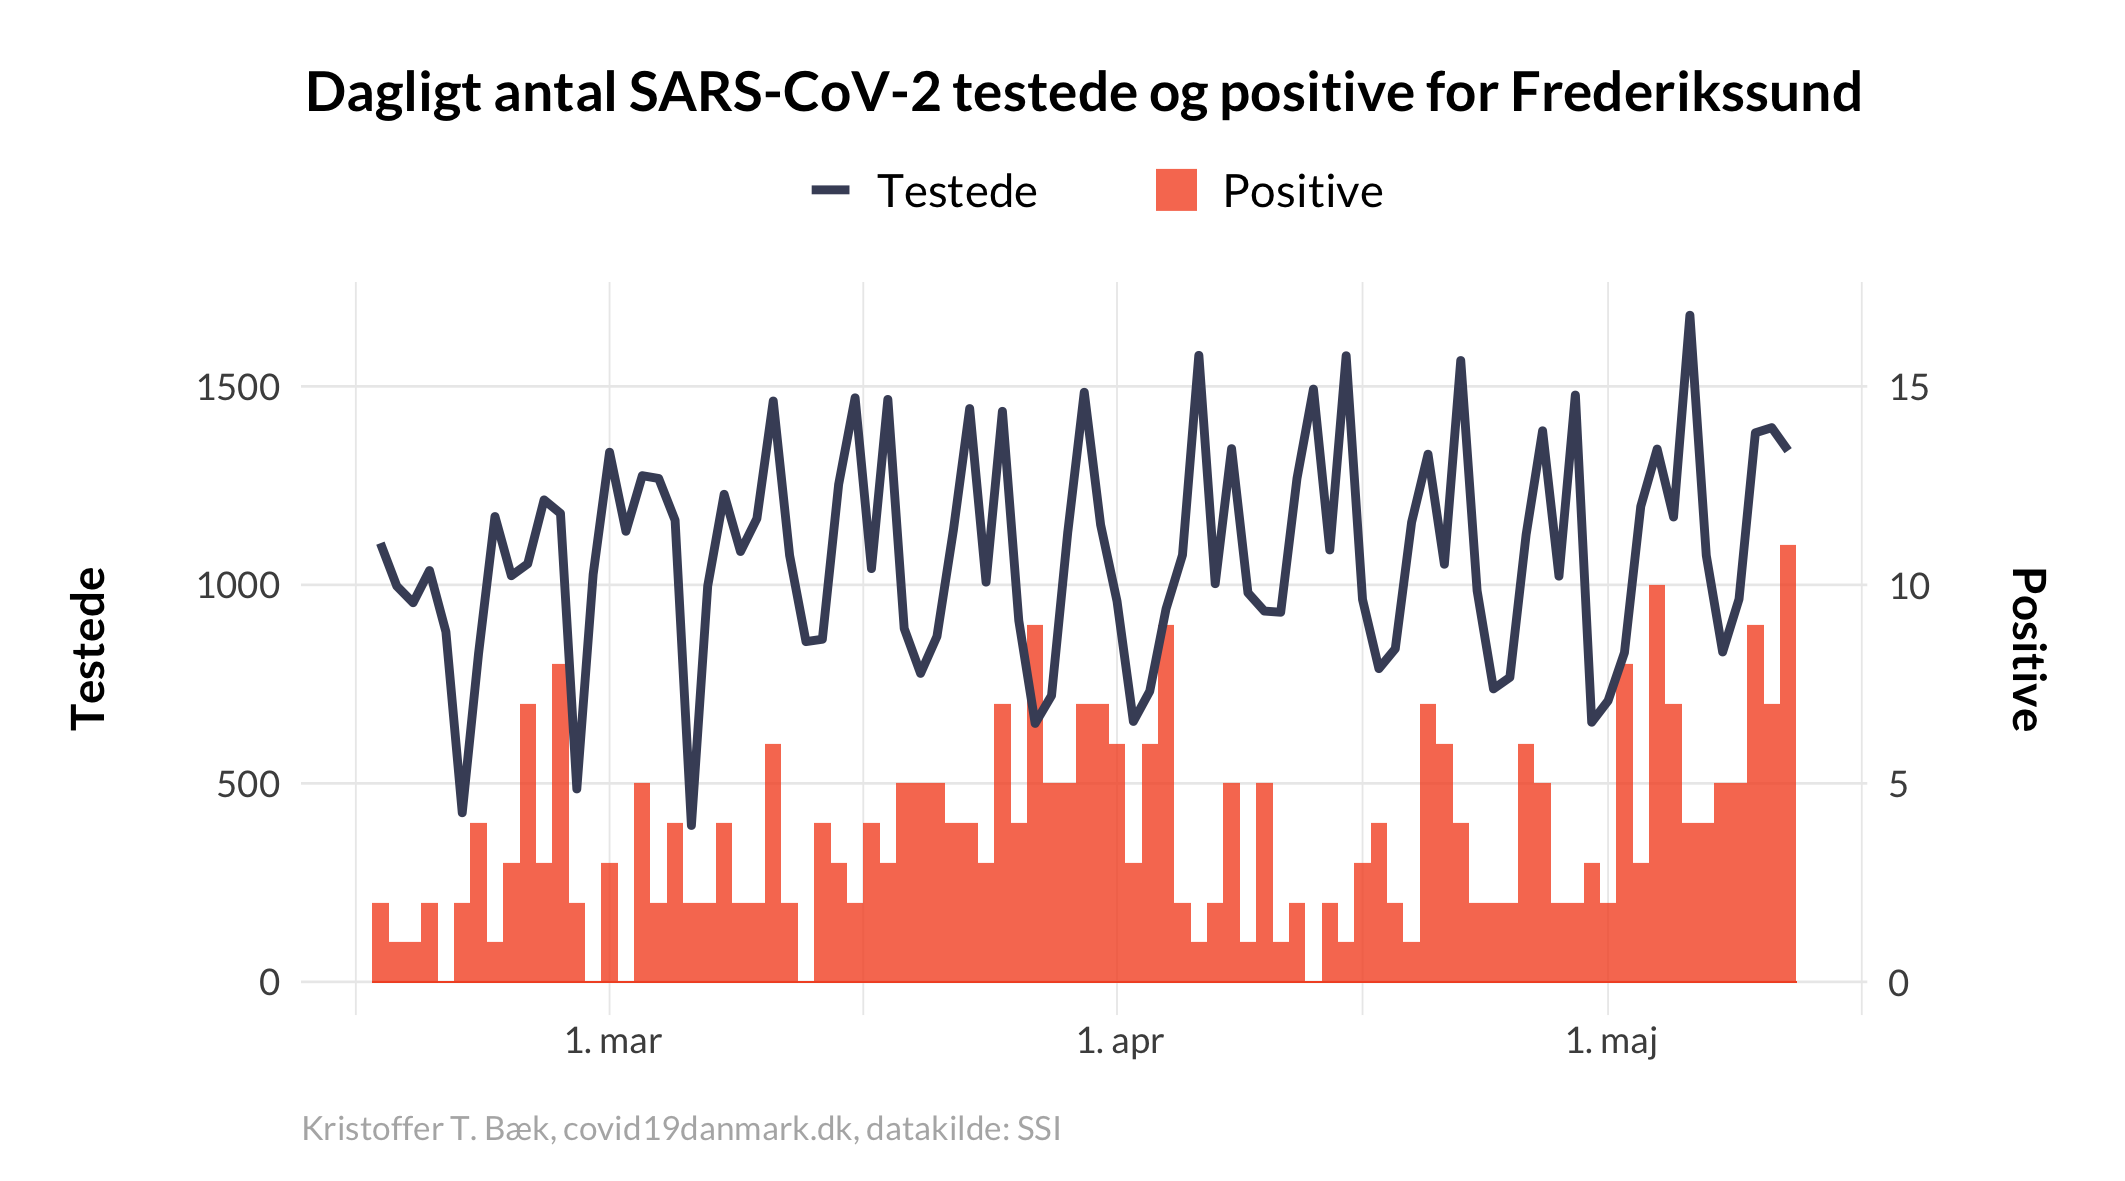 Dagligt antal SARS-CoV-2 testede og positive for Frederikssund
Testede Positive
1500 15
1000 10
Testede
Positive
500 5
0 0
1. mar 1. apr 1. maj
Kristoffer T. Bæk, covid19danmark.dk, datakilde: SSI